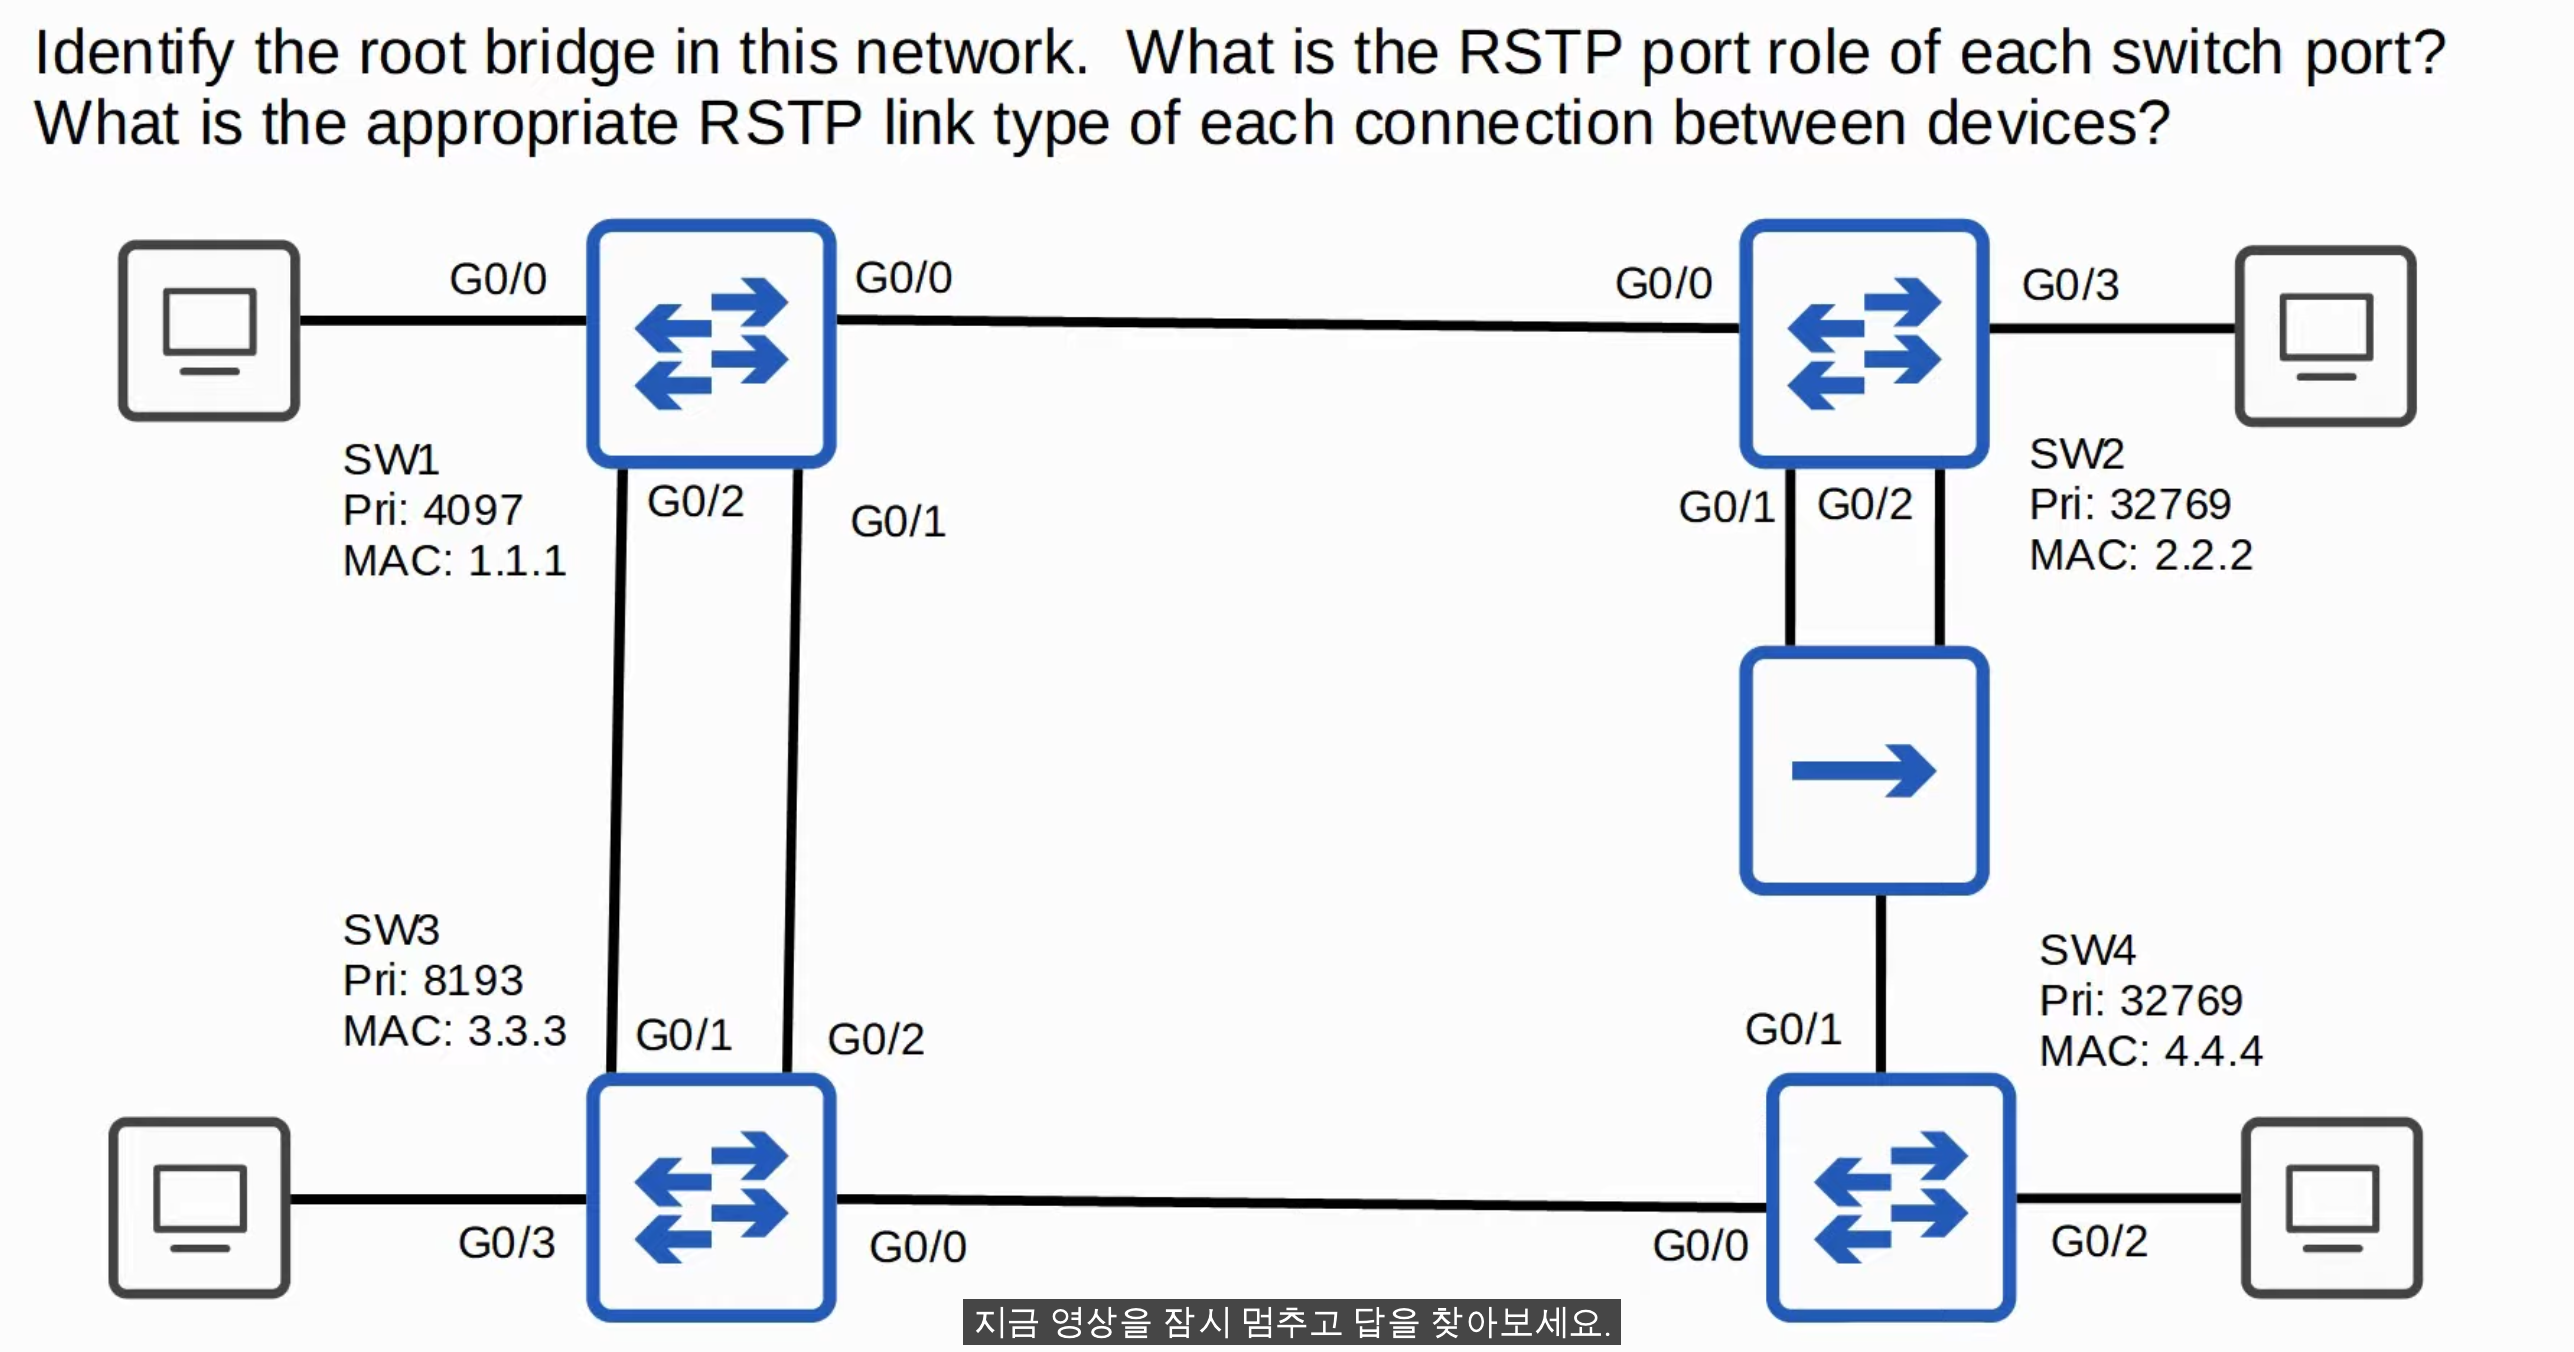 Identify the root bridge in this network. What is the RSTP port role of each switch port?
What is the appropriate RSTP link type of each connection between devices?
G0/0
G0/0
G0/0
G0/3
SW1
Pri: 4097
MAC: 1.1.1
G0/2
G0/1
G0/1
G0/2
SW2
Pri: 32769
MAC: 2.2.2
SW3
Pri: 8193
MAC: 3.3.3
G0/1
G0/2
G0/1
SW4
Pri: 32769
MAC: 4.4.4
G0/3
G0/0
G0/0
G0/2
지금 영상을 잠시 멈추고 답을 찾아보세요.